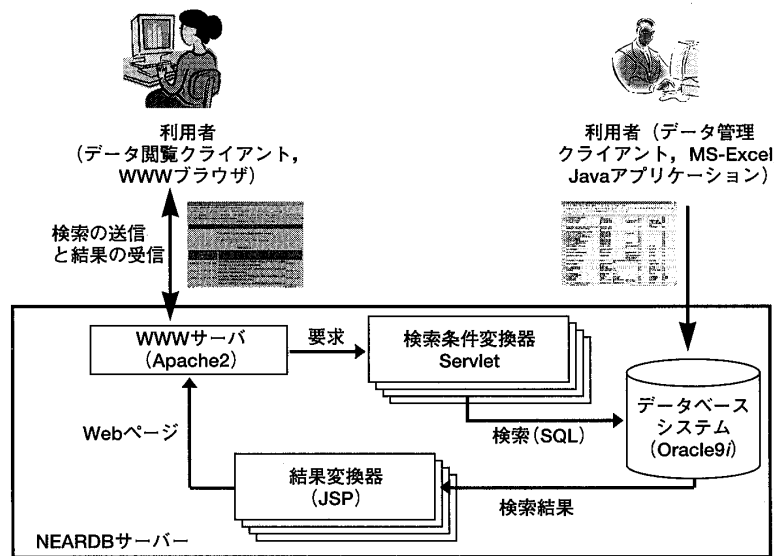 利用者
(データ閲覧クライアント,
WWWブラウザ)
利用者(データ管理
クライアント, MS-Excel
Javaアプリケーション)
検索の送信
と結果の受信
WWWサーバ
(Apache2)
要求
検索条件変換器
Servlet
データベース
システム
(Oracle9i)
検索(SQL)
Webページ
結果変換器
(JSP)
検索結果
NEARDBサーバー